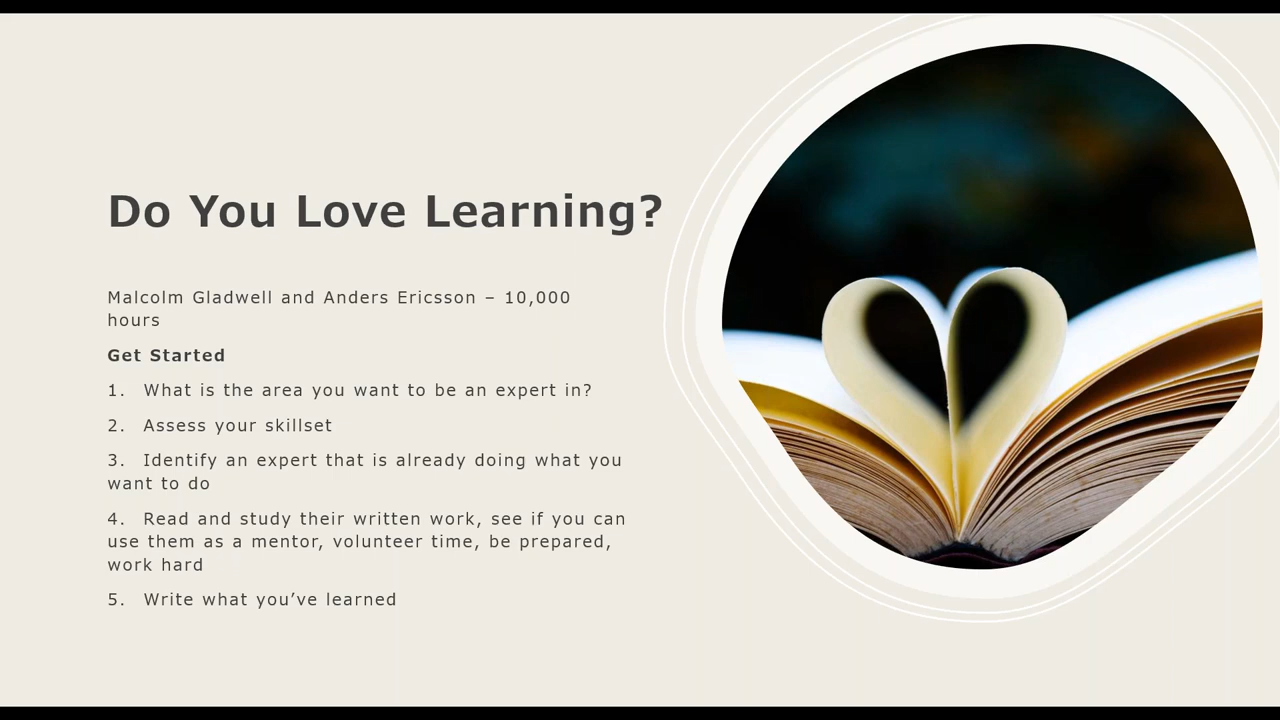 Do You Love Learning?
Malcolm Gladwell and Anders Ericsson – 10,000
hours
Get Started
1. What is the area you want to be an expert in?
2. Assess your skillset
3. Identify an expert that is already doing what you
want to do
4. Read and study their written work, see if you can
use them as a mentor, volunteer time, be prepared,
work hard
5. Write what you’ve learned